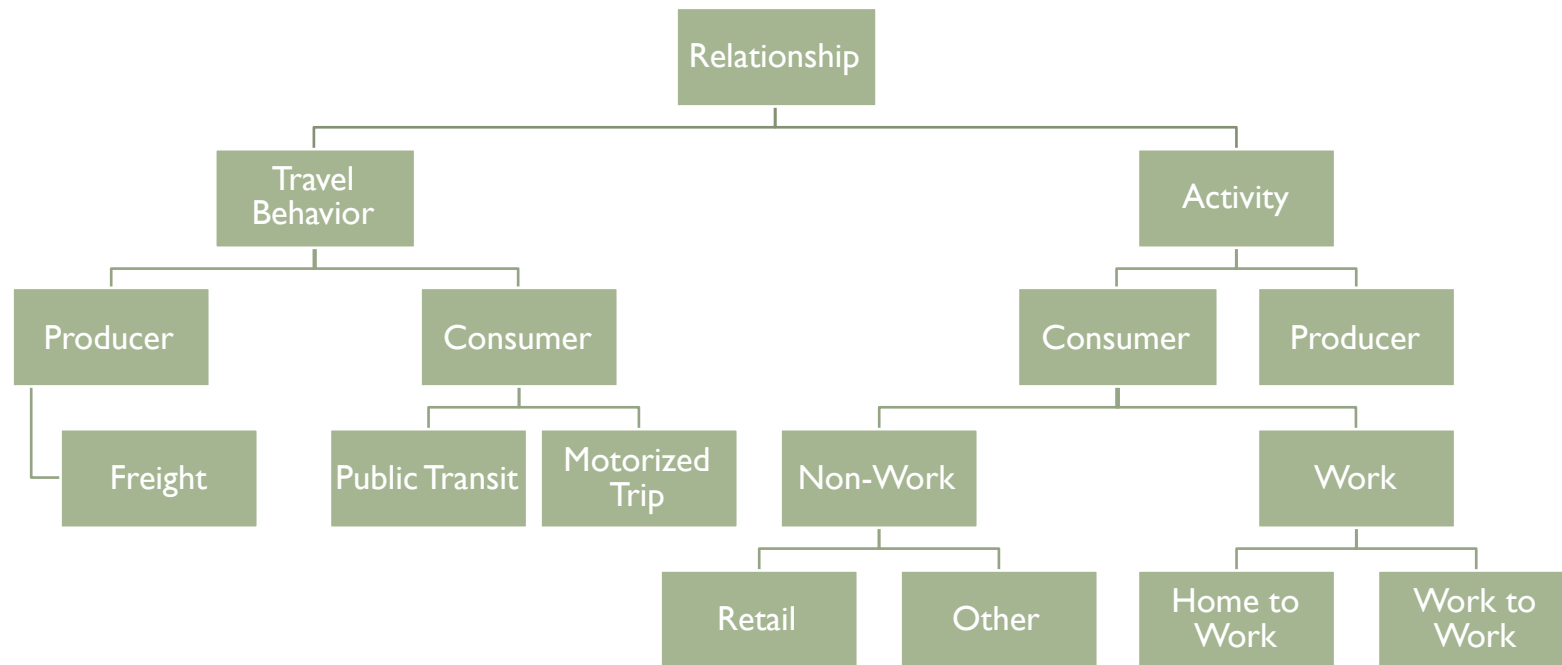 Relationship
Travel
Behavior
Activity
Producer
Consumer
Consumer
Producer
Freight
Public Transit
Motorized
Trip
Non-Work
Work
Retail
Other
Home to
Work
Work to
Work